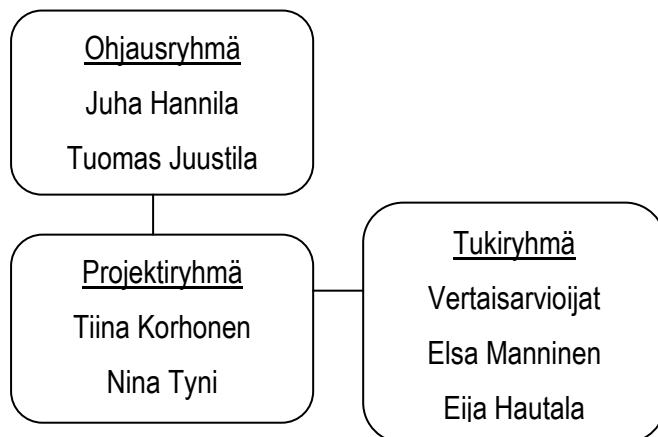 Ohjausryhmä
Juha Hannila
Tuomas Juustila
Projektiryhmä
Tiina Korhonen
Nina Tyni
Tukiryhmä
Vertaisarvioijat
Elsa Manninen
Eija Hautala